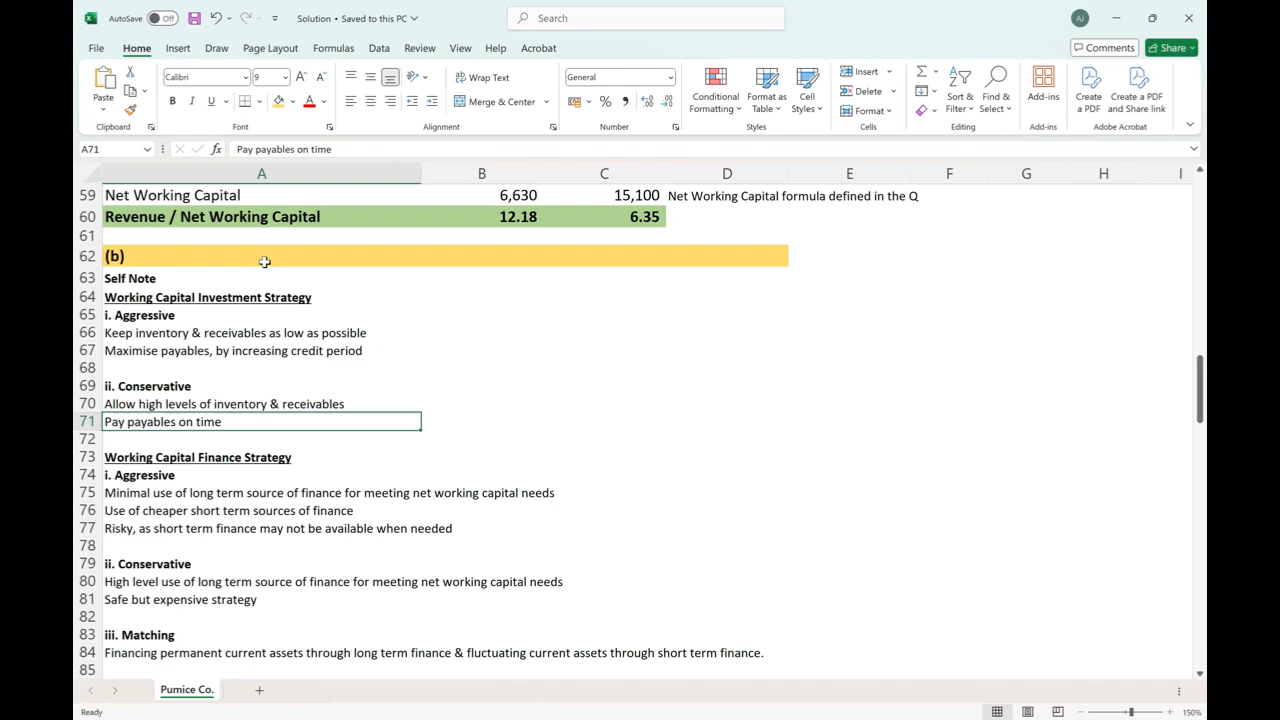 AutoSave Off Solution • Saved to this PC Search AJ
File Home Insert Draw Page Layout Formulas Data Review View Help Acrobat Comments Share
Paste Calibri 9 Wrap Text General Conditional Formatting Format as Table Cell Styles Insert Sort & Filter Find & Select Add-ins Create a PDF Create a PDF and Share link
Delete
B I U Merge & Center Format
Clipboard Font Alignment Number Styles Cells Editing Add-ins Adobe Acrobat
A71 fx Pay payables on time
A B C D E F G H I
59 Net Working Capital 6,630 15,100 Net Working Capital formula defined in the Q
60 Revenue / Net Working Capital 12.18 6.35
61
62 (b)
63 Self Note
64 Working Capital Investment Strategy
65 i. Aggressive
66 Keep inventory & receivables as low as possible
67 Maximise payables, by increasing credit period
68
69 ii. Conservative
70 Allow high levels of inventory & receivables
71 Pay payables on time
72
73 Working Capital Finance Strategy
74 i. Aggressive
75 Minimal use of long term source of finance for meeting net working capital needs
76 Use of cheaper short term sources of finance
77 Risky, as short term finance may not be available when needed
78
79 ii. Conservative
80 High level use of long term source of finance for meeting net working capital needs
81 Safe but expensive strategy
82
83 iii. Matching
84 Financing permanent current assets through long term finance & fluctuating current assets through short term finance.
85
Pumice Co.
Ready 150%